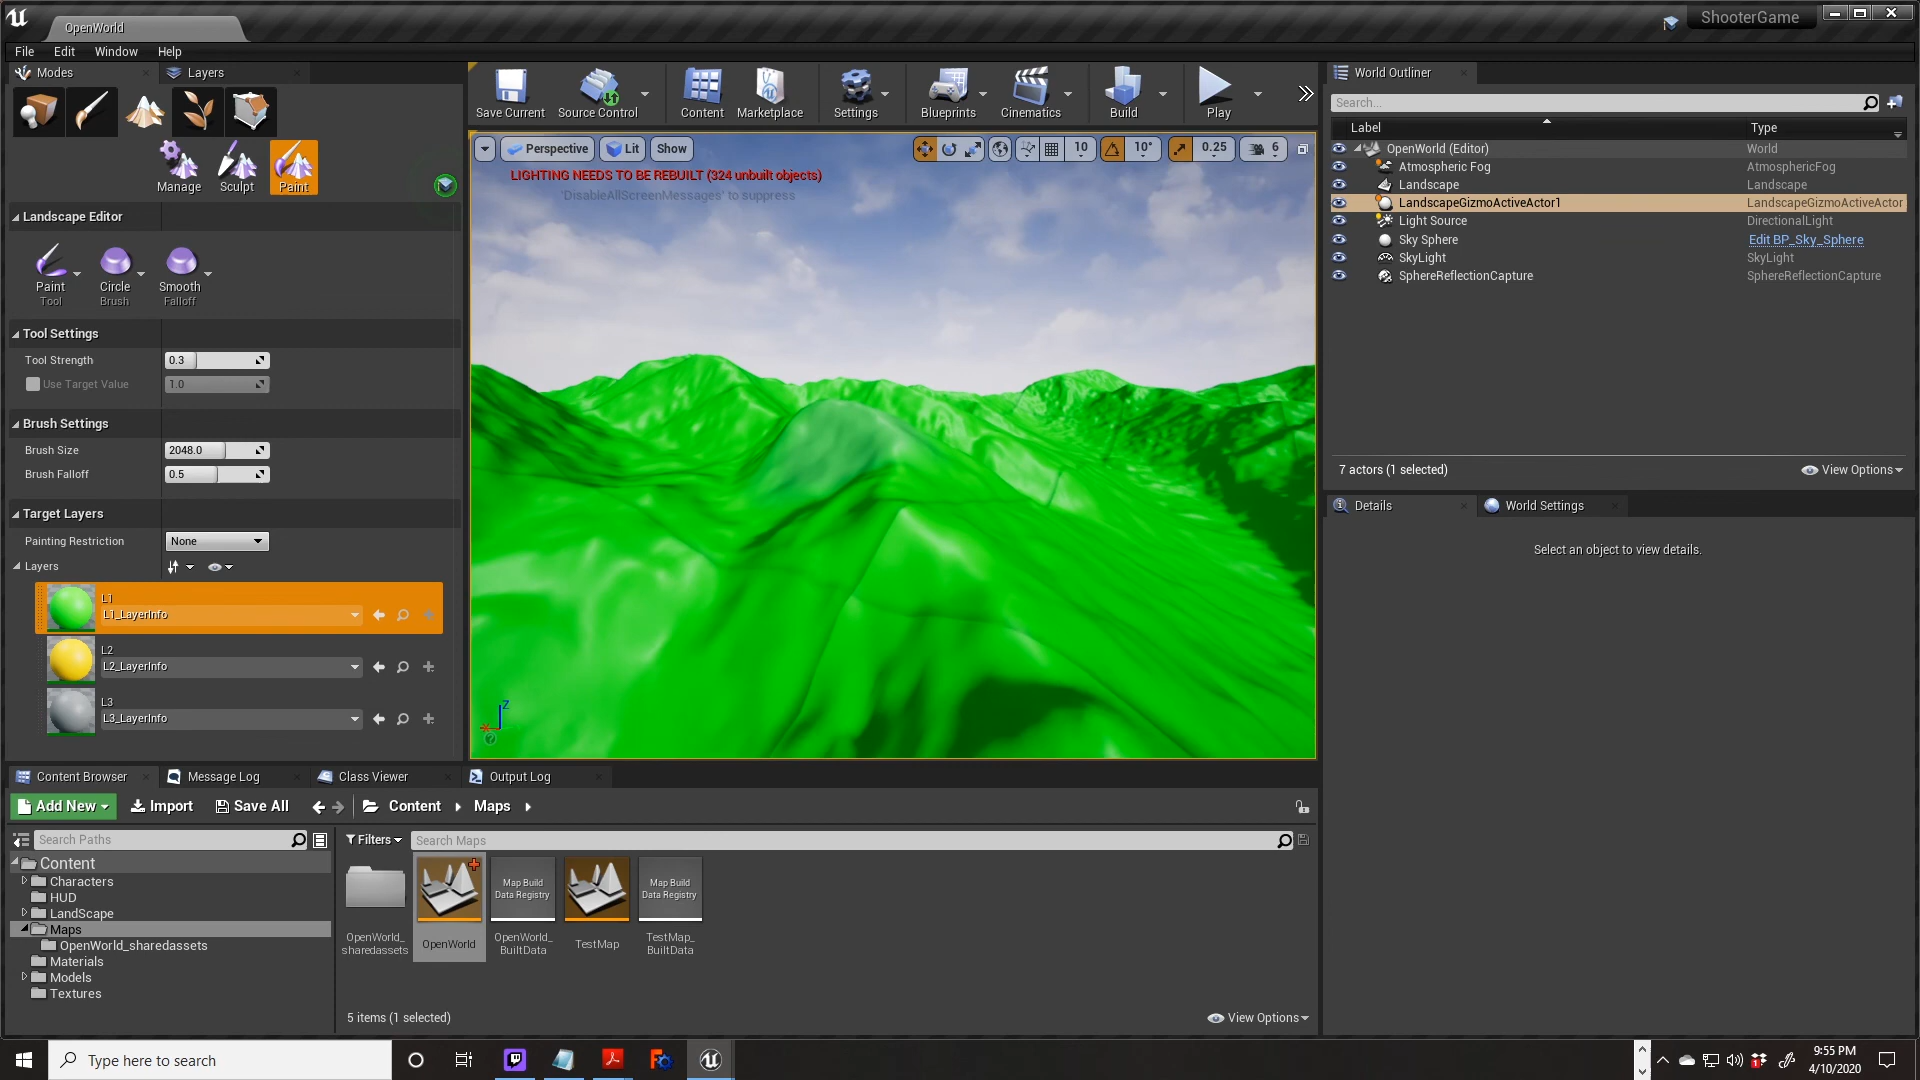 OpenWorld
ShooterGame
File Edit Window Help
Modes
Layers
Manage Sculpt Paint
Landscape Editor
Paint Circle Smooth
Tool Brush Falloff
Tool Settings
Tool Strength 0.3
Use Target Value 1.0
Brush Settings
Brush Size 2048.0
Brush Falloff 0.5
Target Layers
Painting Restriction None
Layers
L1
L1_LayerInfo
L2
L2_LayerInfo
L3
L3_LayerInfo
Save Current Source Control Content Marketplace Settings Blueprints Cinematics Build Play
Perspective Lit Show 10 10° 0.25 6
LIGHTING NEEDS TO BE REBUILT (324 unbuilt objects)
'DisableAllScreenMessages' to suppress
Z
World Outliner
Search...
Label Type
OpenWorld (Editor) World
Atmospheric Fog AtmosphericFog
Landscape Landscape
LandscapeGizmoActiveActor1 LandscapeGizmoActiveActor
Light Source DirectionalLight
Sky Sphere Edit BP_Sky_Sphere
SkyLight SkyLight
SphereReflectionCapture SphereReflectionCapture
7 actors (1 selected) View Options
Details World Settings
Select an object to view details.
Content Browser Message Log Class Viewer Output Log
Add New Import Save All Content Maps
Search Paths
Content
Characters
HUD
LandScape
Maps
OpenWorld_sharedassets
Materials
Models
Textures
Filters Search Maps
Map Build
Data Registry
Map Build
Data Registry
OpenWorld_
sharedassets
OpenWorld
OpenWorld_
BuiltData
TestMap
TestMap_
BuiltData
5 items (1 selected) View Options
Type here to search
9:55 PM
4/10/2020